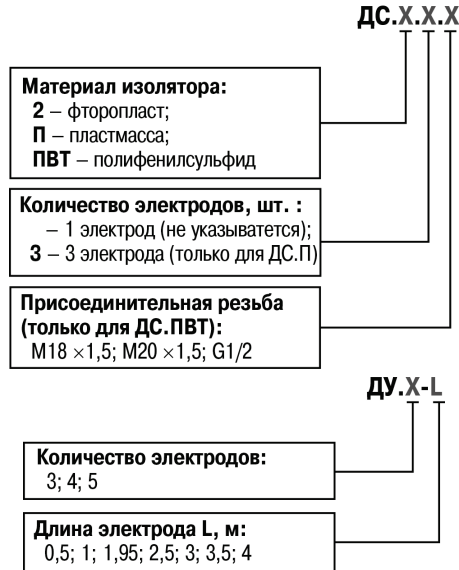 ДС.X.X.X
Материал изолятора:
2 – фторопласт;
П – пластмасса;
ПВТ – полифенилсульфид
Количество электродов, шт. :
– 1 электрод (не указыватется);
3 – 3 электрода (только для ДС.П)
Присоединительная резьба
(только для ДС.ПВТ):
М18 ×1,5; М20 ×1,5; G1/2
ДУ.X-L
Количество электродов:
3; 4; 5
Длина электрода L, м:
0,5; 1; 1,95; 2,5; 3; 3,5; 4